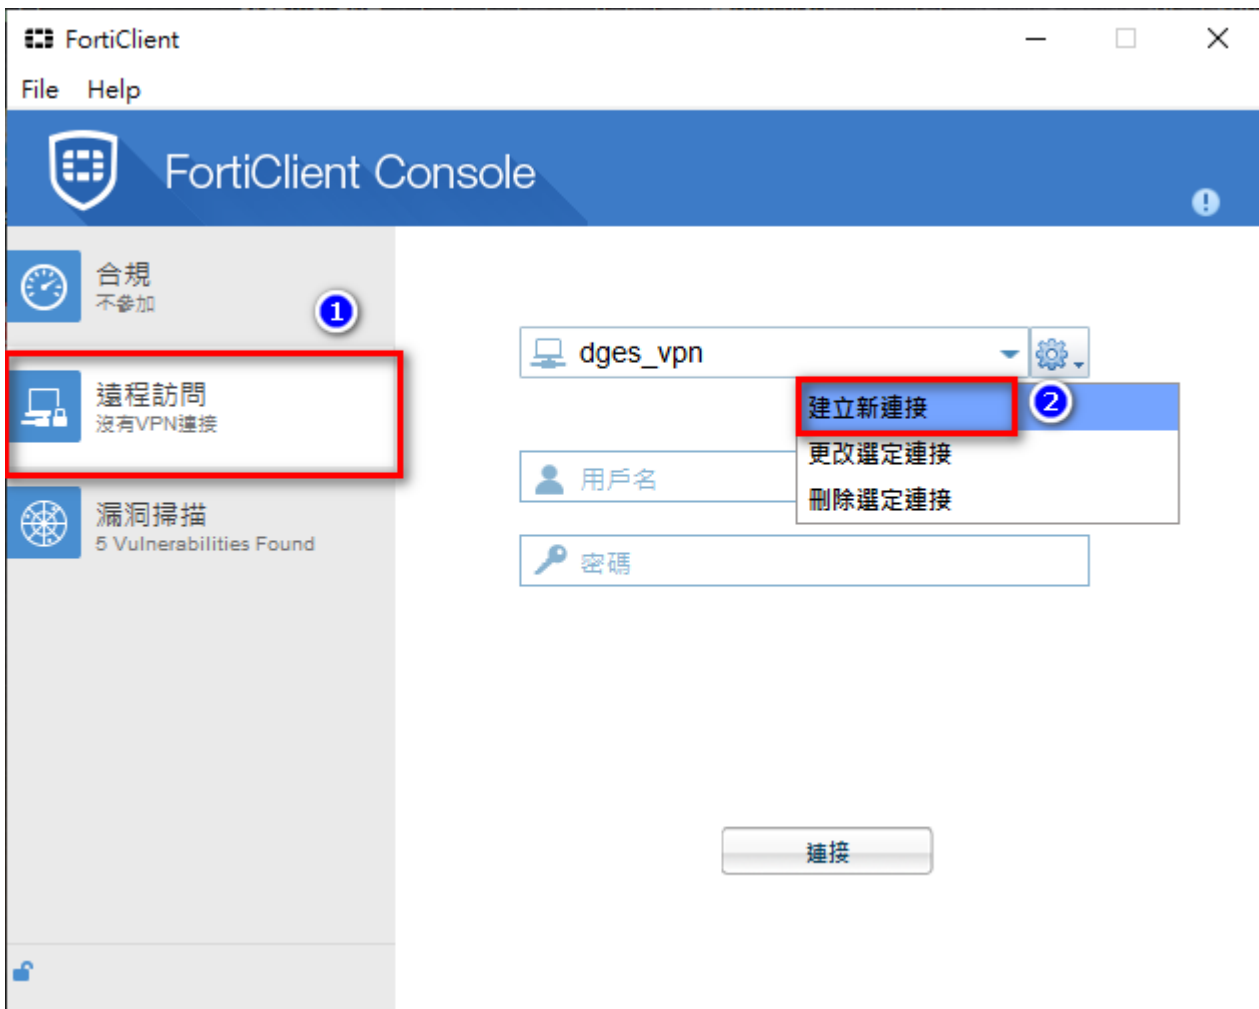 FortiClient
File Help
FortiClient Console
合規
不參加
1
遠程訪問
沒有VPN連接
漏洞掃描
5 Vulnerabilities Found
dges_vpn
建立新連接
2
更改選定連接
刪除選定連接
用戶名
密碼
連接